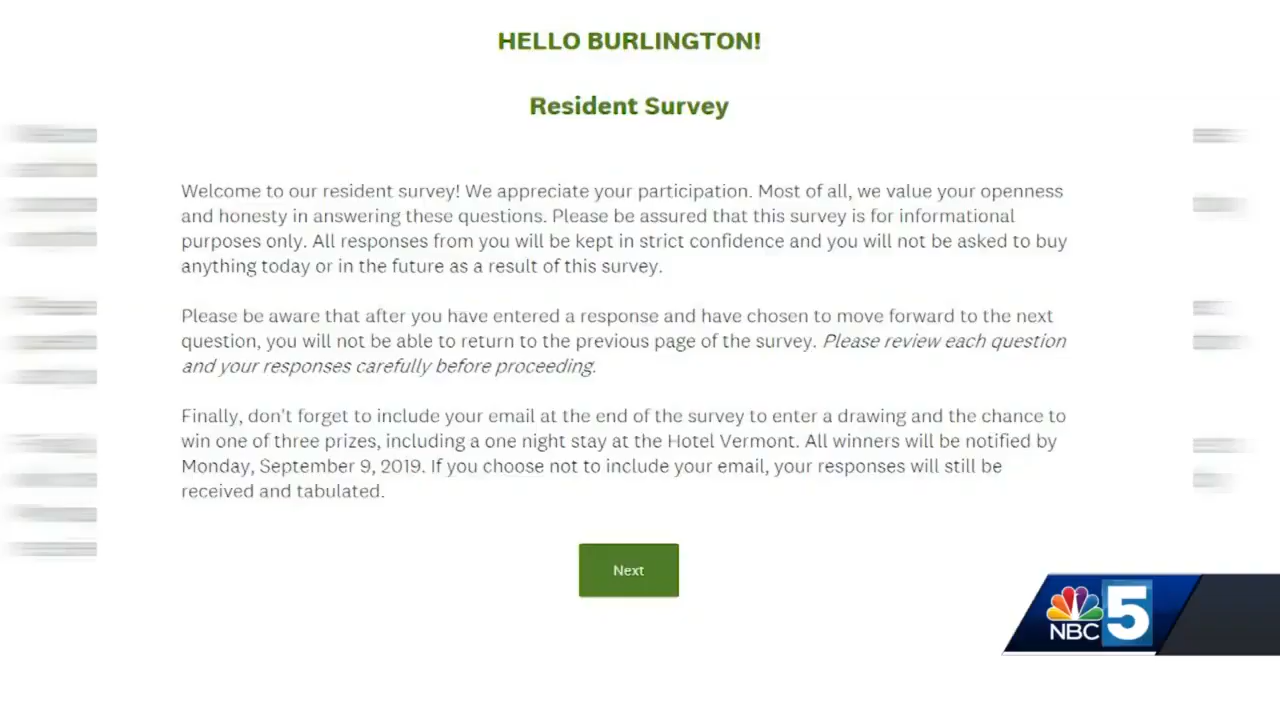 HELLO BURLINGTON!
Resident Survey
Welcome to our resident survey! We appreciate your participation. Most of all, we value your openness
and honesty in answering these questions. Please be assured that this survey is for informational
purposes only. All responses from you will be kept in strict confidence and you will not be asked to buy
anything today or in the future as a result of this survey.
Please be aware that after you have entered a response and have chosen to move forward to the next
question, you will not be able to return to the previous page of the survey. Please review each question
and your responses carefully before proceeding.
Finally, don't forget to include your email at the end of the survey to enter a drawing and the chance to
win one of three prizes, including a one night stay at the Hotel Vermont. All winners will be notified by
Monday, September 9, 2019. If you choose not to include your email, your responses will still be
received and tabulated.
Next
NBC 5